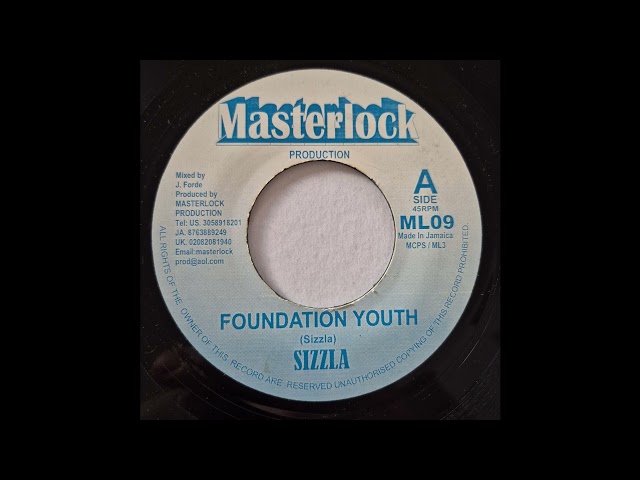 Masterlock
PRODUCTION
Mixed by
J. Forde
Produced by
MASTERLOCK
PRODUCTION
Tel: US. 3058918201
JA. 8763689249
UK. 02082081940
Email:masterlock
prod@aol.com
A
SIDE
45RPM
ML09
Made In Jamaica
MCPS / ML3
FOUNDATION YOUTH
(Sizzla)
SIZZLA
ALL RIGHTS OF THE OWNER OF THIS RECORD ARE RESERVED UNAUTHORISED COPYING OF THIS RECORD PROHIBITED.